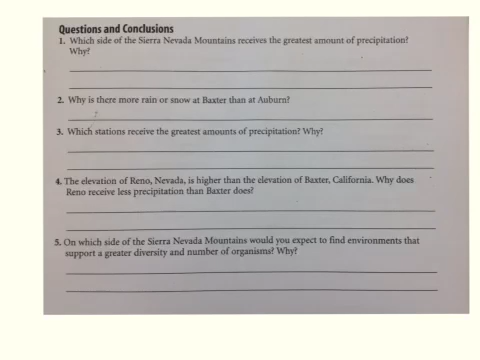 Questions and Conclusions
1. Which side of the Sierra Nevada Mountains receives the greatest amount of precipitation?
Why?
2. Why is there more rain or snow at Baxter than at Auburn?
3. Which stations receive the greatest amounts of precipitation? Why?
4. The elevation of Reno, Nevada, is higher than the elevation of Baxter, California. Why does
Reno receive less precipitation than Baxter does?
5. On which side of the Sierra Nevada Mountains would you expect to find environments that
support a greater diversity and number of organisms? Why?